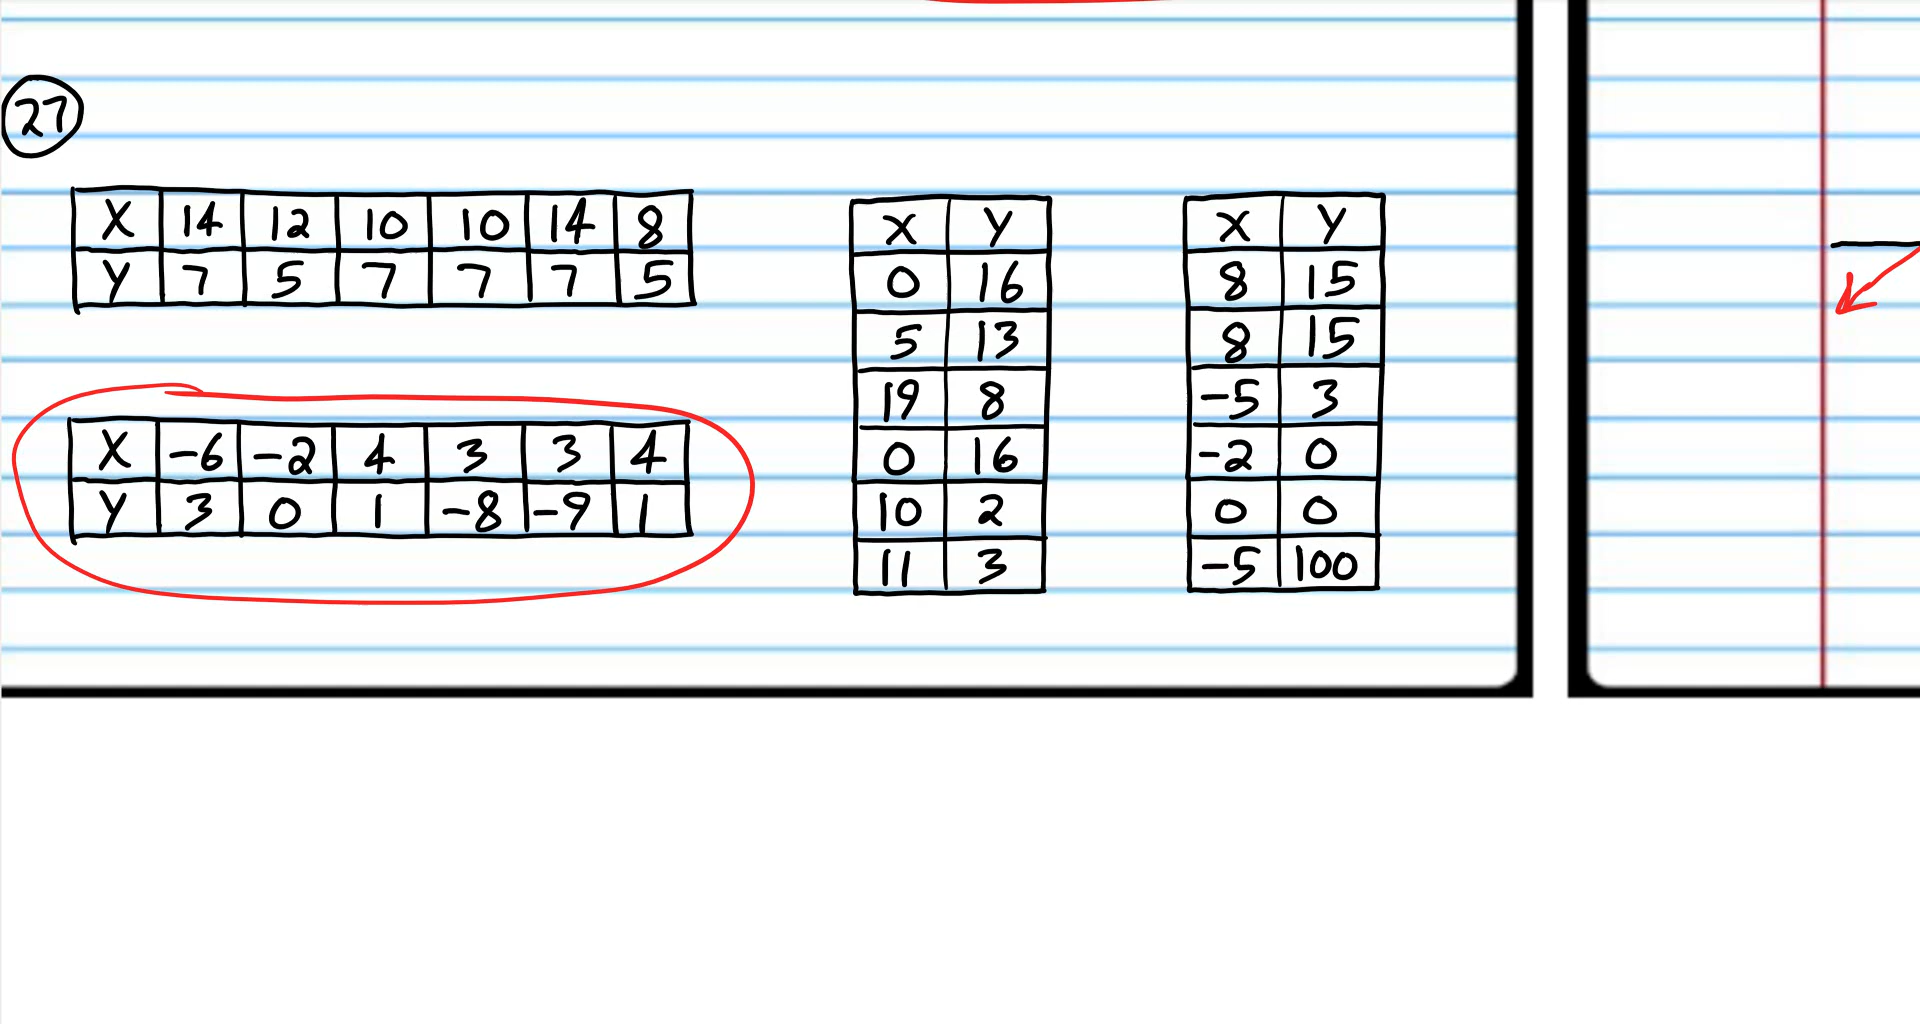 27
X 14 12 10 10 14 8
Y 7 5 7 7 7 5
X -6 -2 4 3 3 4
Y 3 0 1 -8 -9 1
X Y
0 16
5 13
19 8
0 16
10 2
11 3
X Y
8 15
8 15
-5 3
-2 0
0 0
-5 100